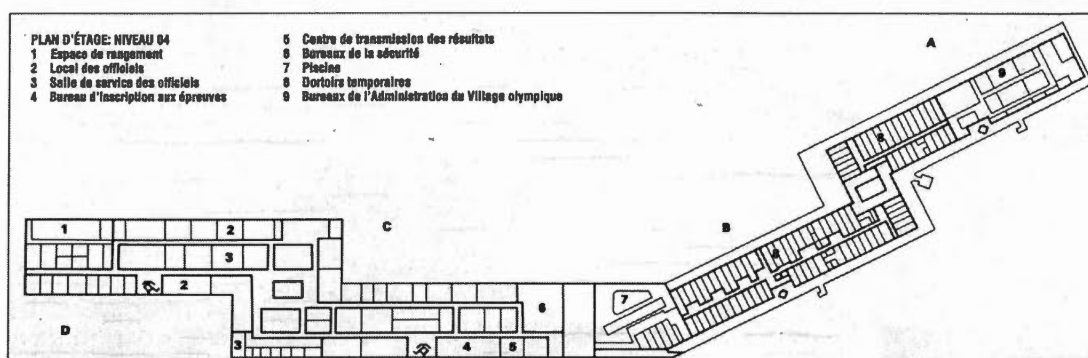 PLAN D'ÉTAGE: NIVEAU 04
1 Espace de rangement
2 Local des officiels
3 Salle de service des officiels
4 Bureau d'inscription aux épreuves
5 Centre de transmission des résultats
6 Bureaux de la sécurité
7 Piscine
8 Dortoirs temporaires
9 Bureaux de l'Administration du Village olympique
A
9
8
B
8
C
1
2
3
2
D
7
6
3
4
5